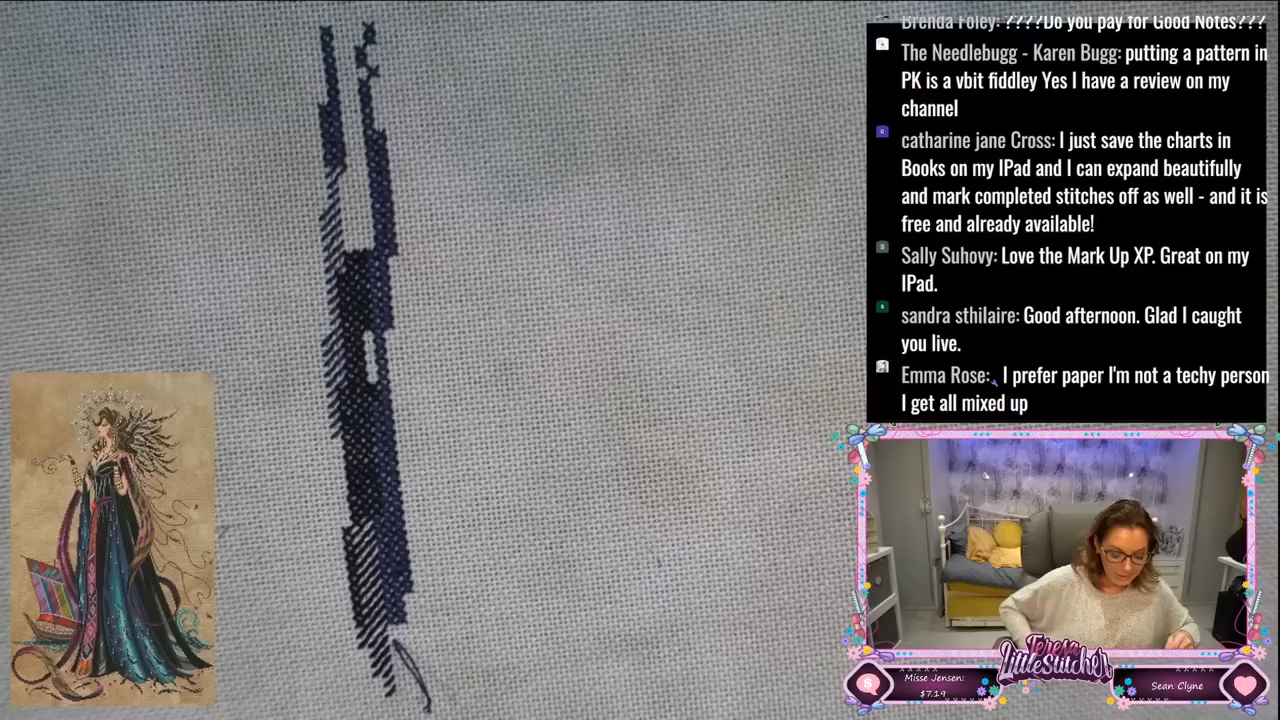 Brenda Foley: ????Do you pay for Good Notes???
The Needlebugg - Karen Bugg: putting a pattern in
PK is a vbit fiddley Yes I have a review on my
channel
catharine jane Cross: I just save the charts in
Books on my IPad and I can expand beautifully
and mark completed stitches off as well - and it is
free and already available!
Sally Suhovy: Love the Mark Up XP. Great on my
IPad.
sandra sthilaire: Good afternoon. Glad I caught
you live.
Emma Rose: I prefer paper I'm not a techy person
I get all mixed up
Teresa
LittleStitcher
Misse Jensen:
$7.19
Sean Clyne